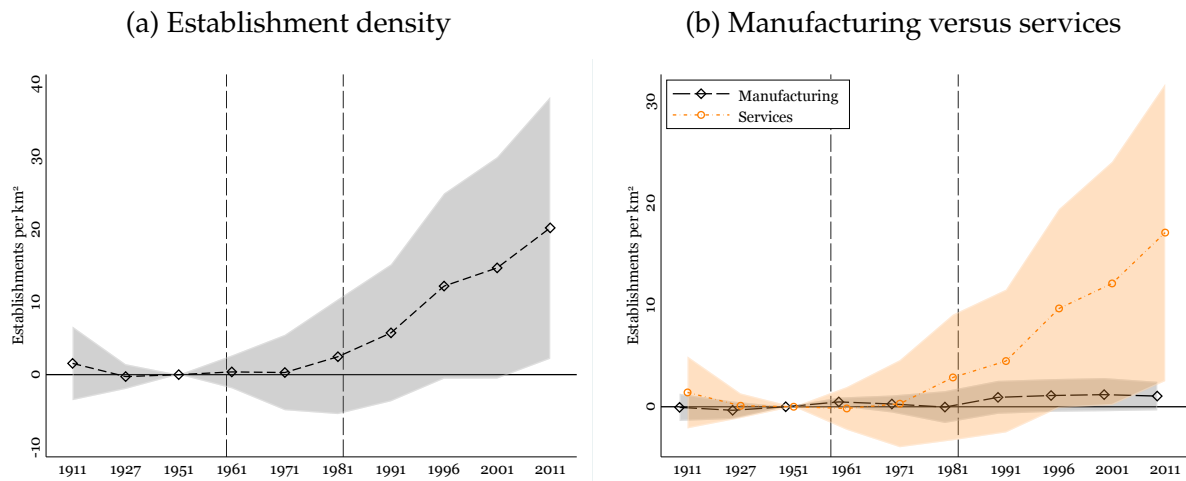 (a) Establishment density
Establishments per km²
40
30
20
10
0
-10
1911 1927 1951 1961 1971 1981 1991 1996 2001 2011
(b) Manufacturing versus services
Establishments per km²
30
20
10
0
Manufacturing
Services
1911 1927 1951 1961 1971 1981 1991 1996 2001 2011